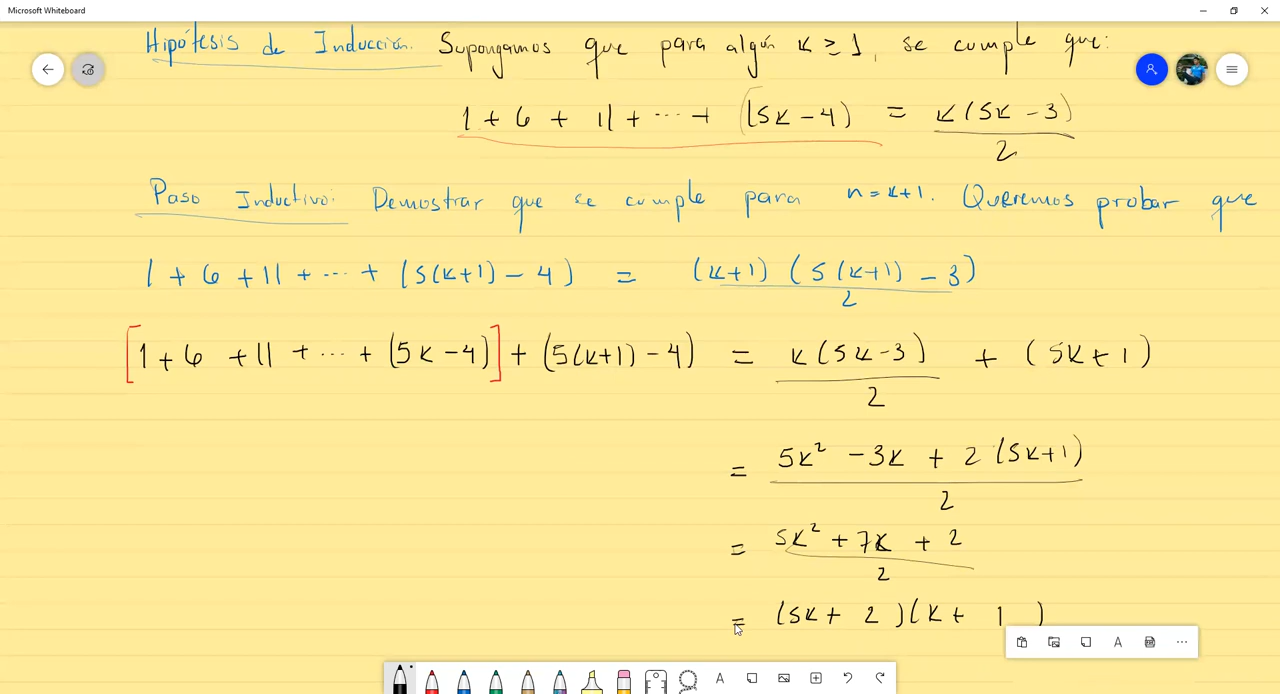 Microsoft Whiteboard
Hipótesis de Inducción. Supongamos que para algún k ≥ 1, se cumple que:
1 + 6 + 11 + ... + (5k - 4) = k(5k - 3)/2
Paso Inductivo: Demostrar que se cumple para n = k+1. Queremos probar que
1 + 6 + 11 + ... + (5(k+1) - 4) = (k+1) (5(k+1) - 3)/2
[1 + 6 + 11 + ... + (5k - 4)] + (5(k+1) - 4) = k(5k - 3)/2 + (5k + 1)
= 5k² - 3k + 2(5k+1)/2
= 5k² + 7k + 2/2
= (5k + 2)(k + 1)